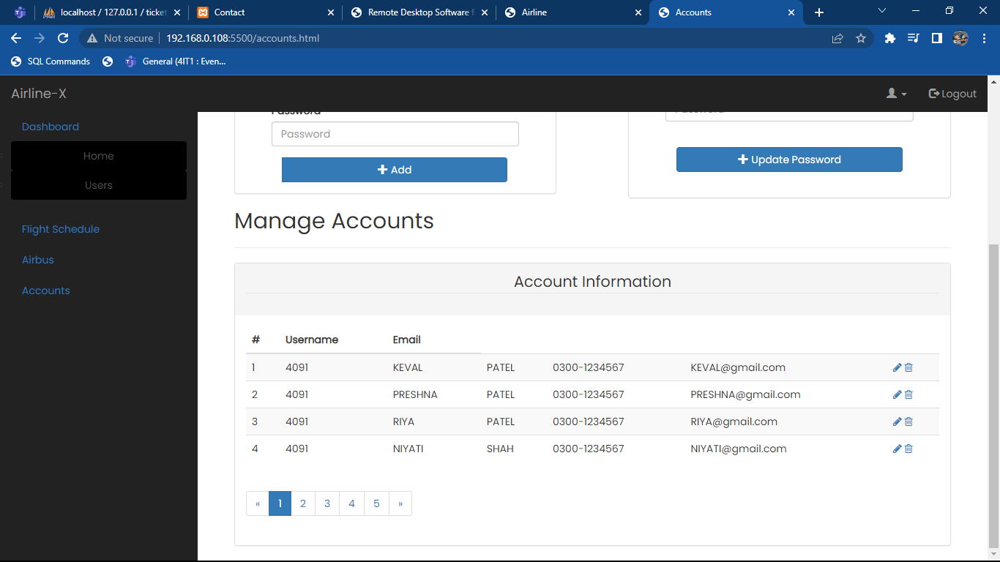 localhost / 127.0.0.1 / ticket
Contact
Remote Desktop Software f
Airline
Accounts
Not secure 192.168.0.108:5500/accounts.html
SQL Commands
General (4IT1 : Even...
Airline-X
Logout
Dashboard
Home
Users
Flight Schedule
Airbus
Accounts
Password
Password
+ Add
Password
+ Update Password
Manage Accounts
Account Information
# Username Email
1 4091 KEVAL PATEL 0300-1234567 KEVAL@gmail.com
2 4091 PRESHNA PATEL 0300-1234567 PRESHNA@gmail.com
3 4091 RIYA PATEL 0300-1234567 RIYA@gmail.com
4 4091 NIYATI SHAH 0300-1234567 NIYATI@gmail.com
« 1 2 3 4 5 »